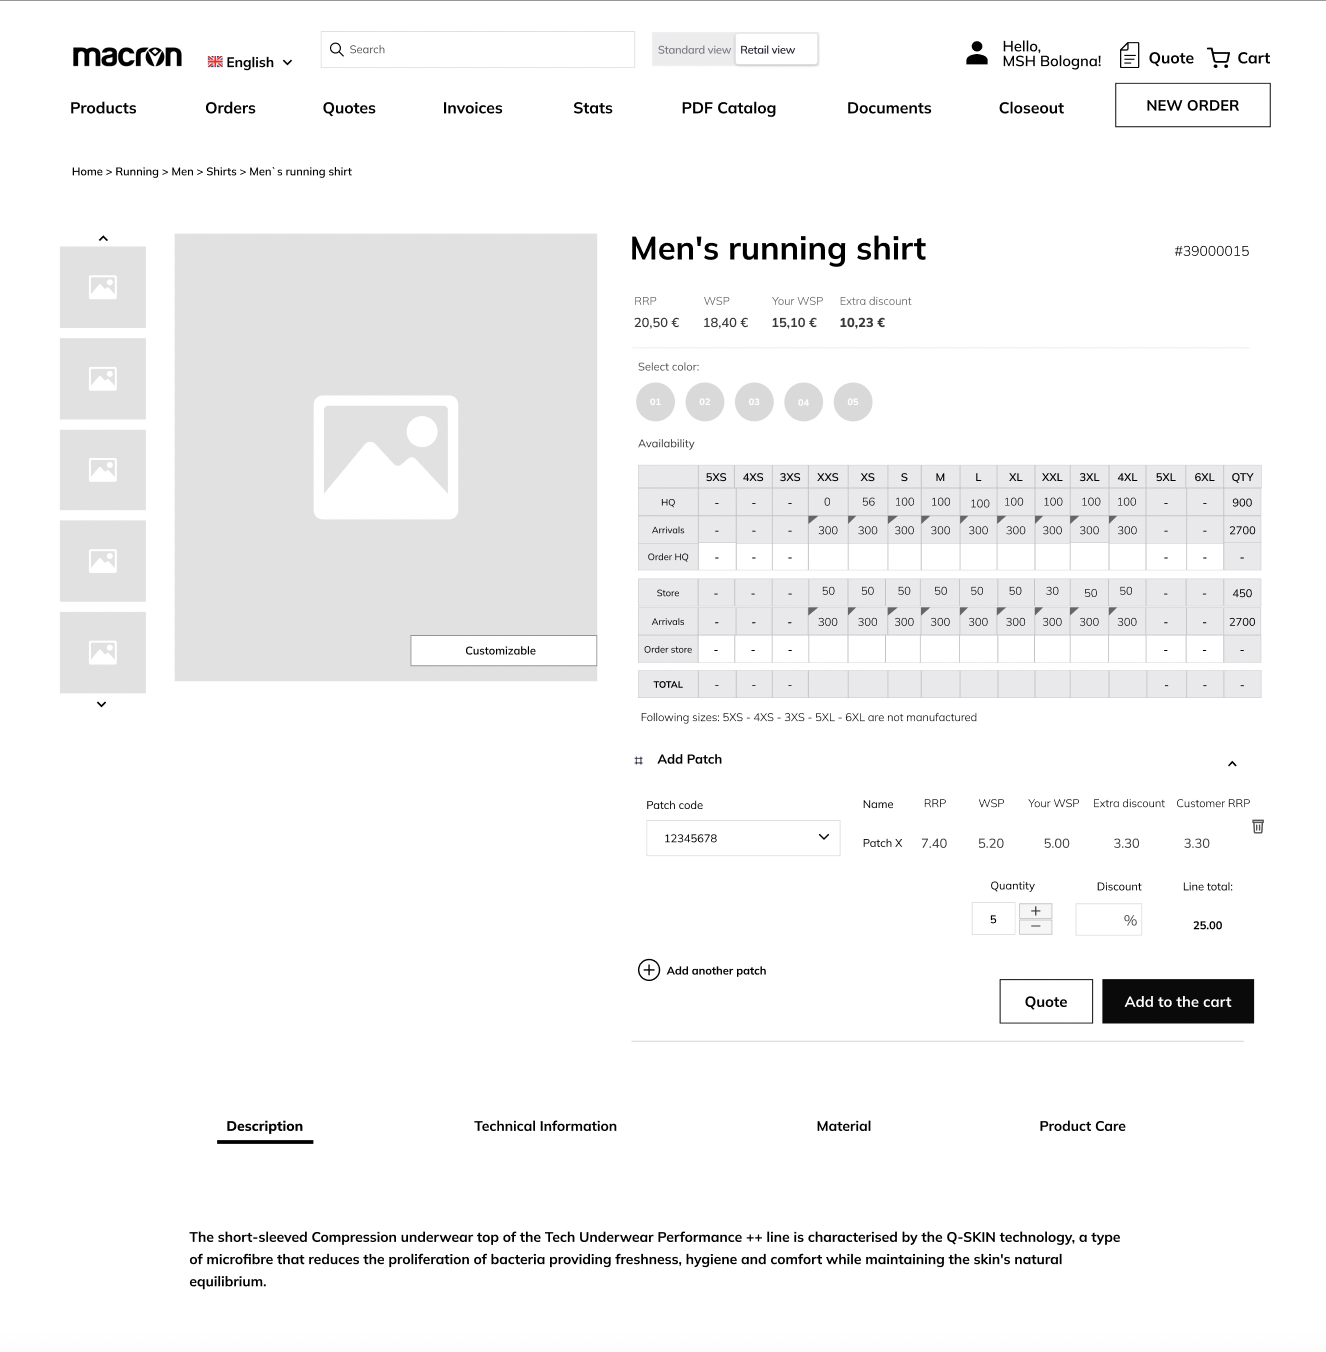 macron
English
Search
Standard view Retail view
Hello,
MSH Bologna!
Quote
Cart
Products Orders Quotes Invoices Stats PDF Catalog Documents Closeout NEW ORDER
Home > Running > Men > Shirts > Men`s running shirt
Men's running shirt
#39000015
RRP WSP Your WSP Extra discount
20,50 € 18,40 € 15,10 € 10,23 €
Select color:
01 02 03 04 05
Availability
5XS 4XS 3XS XXS XS S M L XL XXL 3XL 4XL 5XL 6XL QTY
HQ - - - 0 56 100 100 100 100 100 100 100 - - 900
Arrivals - - - 300 300 300 300 300 300 300 300 300 - - 2700
Order HQ - - - - - -
Store - - - 50 50 50 50 50 50 30 50 50 - - 450
Arrivals - - - 300 300 300 300 300 300 300 300 300 - - 2700
Order store - - - - - -
TOTAL - - - - - -
Following sizes: 5XS - 4XS - 3XS - 5XL - 6XL are not manufactured
Customizable
Add Patch
Patch code Name RRP WSP Your WSP Extra discount Customer RRP
12345678 Patch X 7.40 5.20 5.00 3.30 3.30
Quantity Discount Line total:
5 + − % 25.00
Add another patch
Quote Add to the cart
Description Technical Information Material Product Care
The short-sleeved Compression underwear top of the Tech Underwear Performance ++ line is characterised by the Q-SKIN technology, a type
of microfibre that reduces the proliferation of bacteria providing freshness, hygiene and comfort while maintaining the skin's natural
equilibrium.